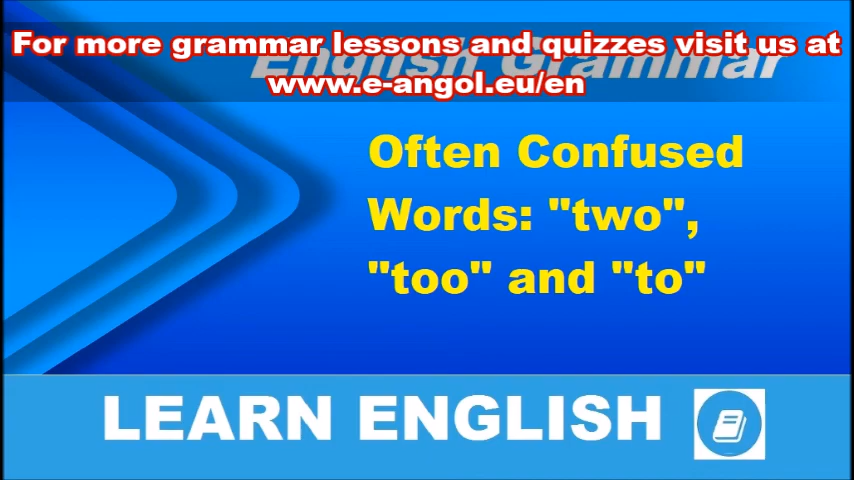 For more grammar lessons and quizzes visit us at
www.e-angol.eu/en
English Grammar
Often Confused
Words: "two",
"too" and "to"
LEARN ENGLISH